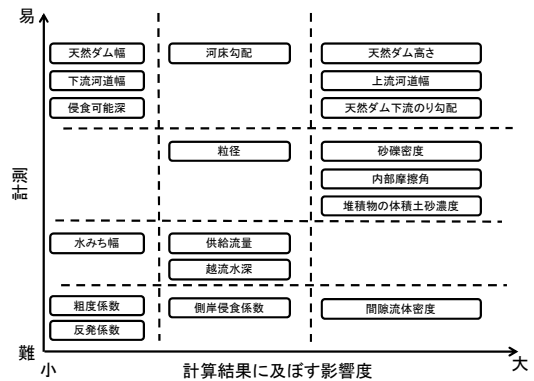 易
天然ダム幅
河床勾配
天然ダム高さ
下流河道幅
上流河道幅
侵食可能深
天然ダム下流のり勾配
粒径
砂礫密度
内部摩擦角
計測
堆積物の体積土砂濃度
水みち幅
供給流量
越流水深
粗度係数
側岸侵食係数
間隙流体密度
反発係数
難
小
計算結果に及ぼす影響度
大